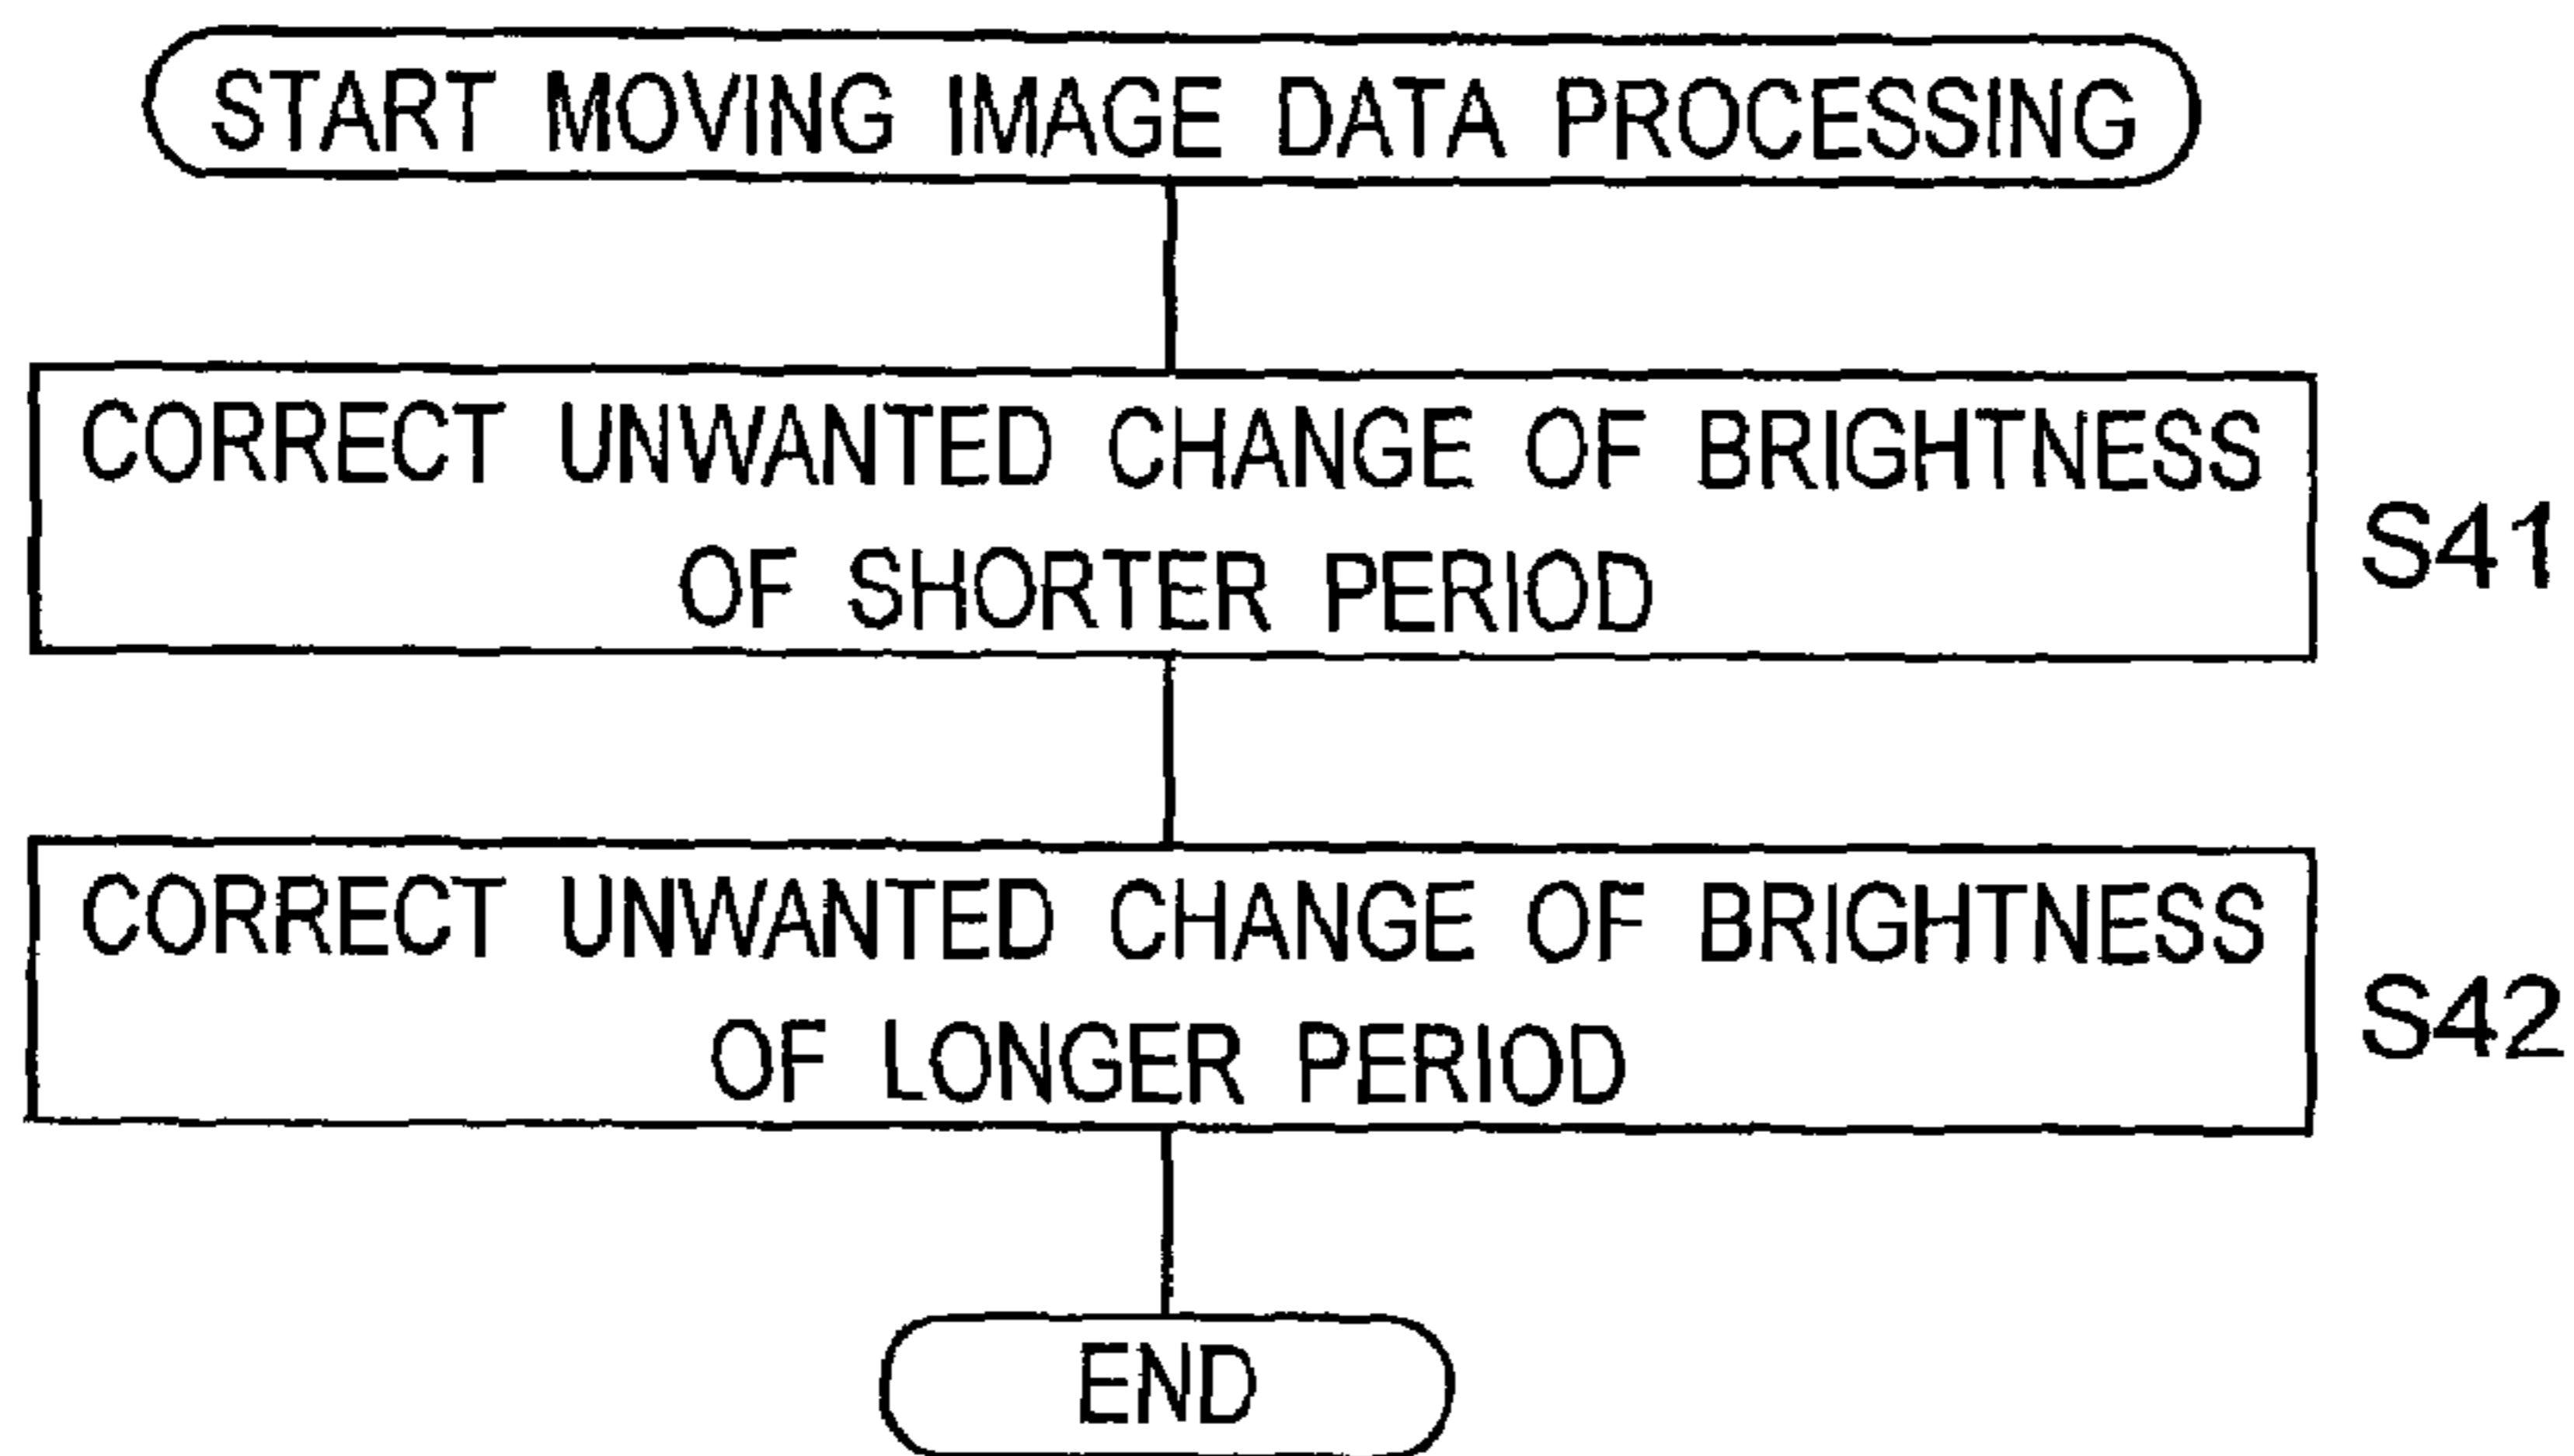 START MOVING IMAGE DATA PROCESSING
CORRECT UNWANTED CHANGE OF BRIGHTNESS
OF SHORTER PERIOD
S41
CORRECT UNWANTED CHANGE OF BRIGHTNESS
OF LONGER PERIOD
S42
END